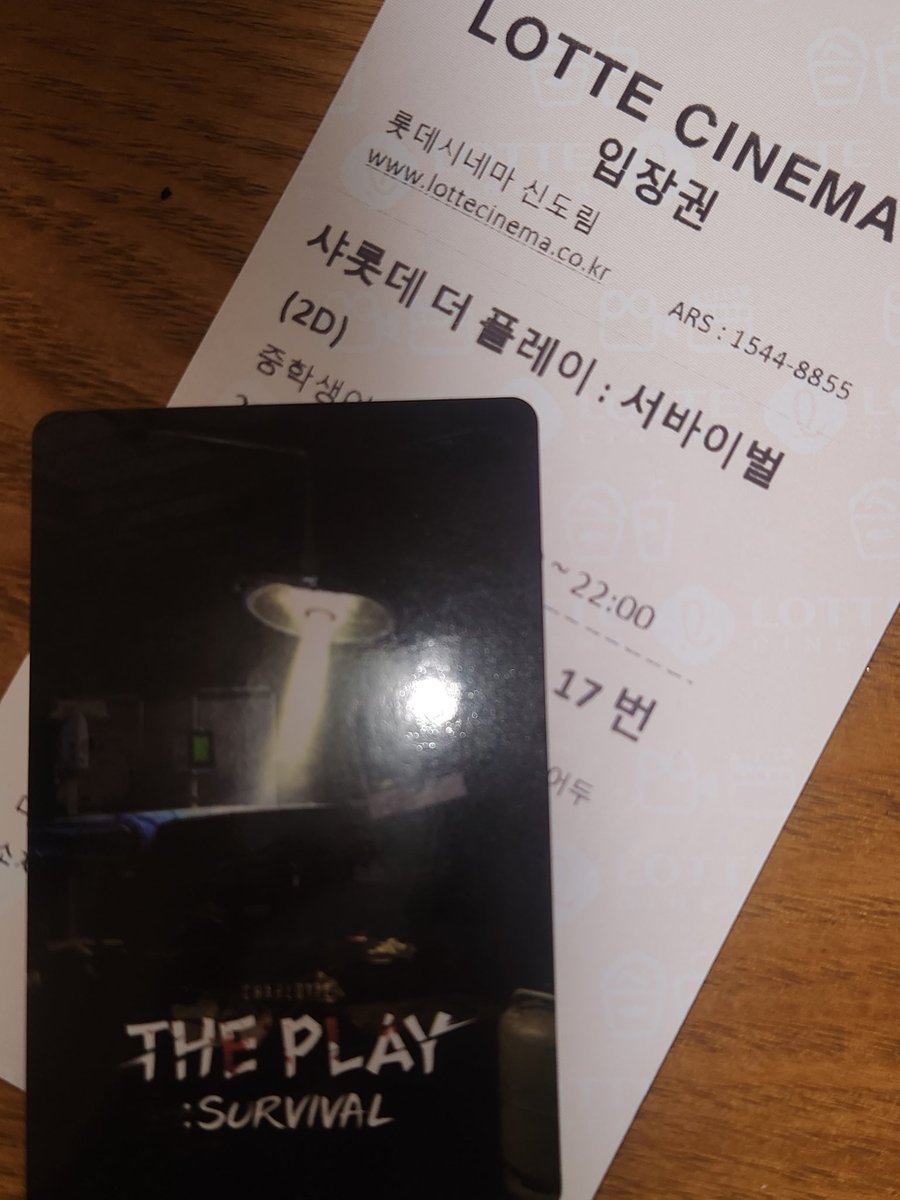 LOTTE CINEMA
입장권
롯데시네마 신도림
www.lottecinema.co.kr
ARS : 1544-8855
샤롯데 더 플레이 : 서바이벌
(2D)
~ 22:00
17 번
CHARLOTTE
THE PLAY
:SURVIVAL